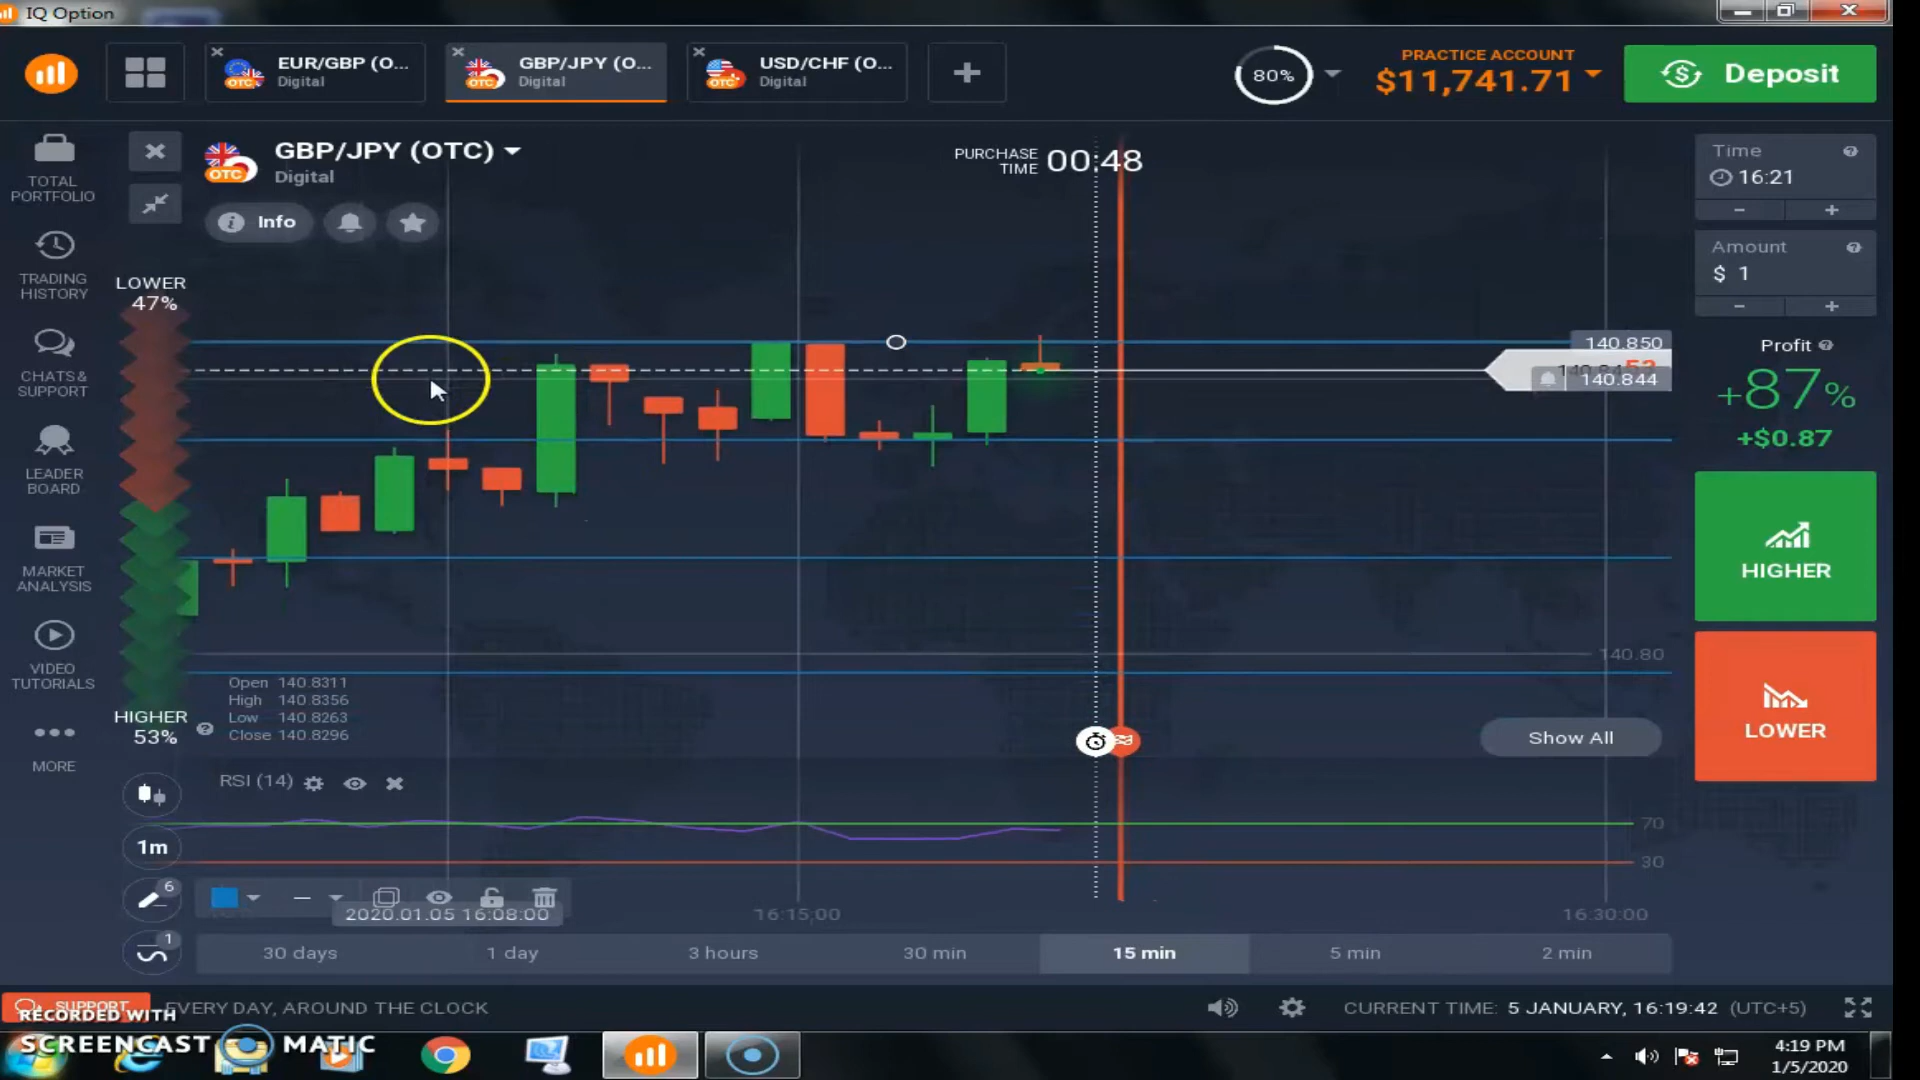 IQ Option
EUR/GBP (O...
Digital
GBP/JPY (O...
Digital
USD/CHF (O...
Digital
80%
PRACTICE ACCOUNT
$11,741.71
Deposit
TOTAL
PORTFOLIO
TRADING
HISTORY
CHATS &
SUPPORT
LEADER
BOARD
MARKET
ANALYSIS
VIDEO
TUTORIALS
MORE
OTC
GBP/JPY (OTC)
Digital
Info
PURCHASE
TIME 00:48
LOWER
47%
HIGHER
53%
Open 140.8311
High 140.8356
Low 140.8263
Close 140.8296
140.850
140.844
140.80
Show All
RSI (14)
70
30
1m
6
1
2020.01.05 16:08:00
16:15:00
16:30:00
30 days
1 day
3 hours
30 min
15 min
5 min
2 min
Time
16:21
Amount
$ 1
Profit
+87%
+$0.87
HIGHER
LOWER
SUPPORT
EVERY DAY, AROUND THE CLOCK
CURRENT TIME: 5 JANUARY, 16:19:42 (UTC+5)
RECORDED WITH
SCREENCAST MATIC
4:19 PM
1/5/2020